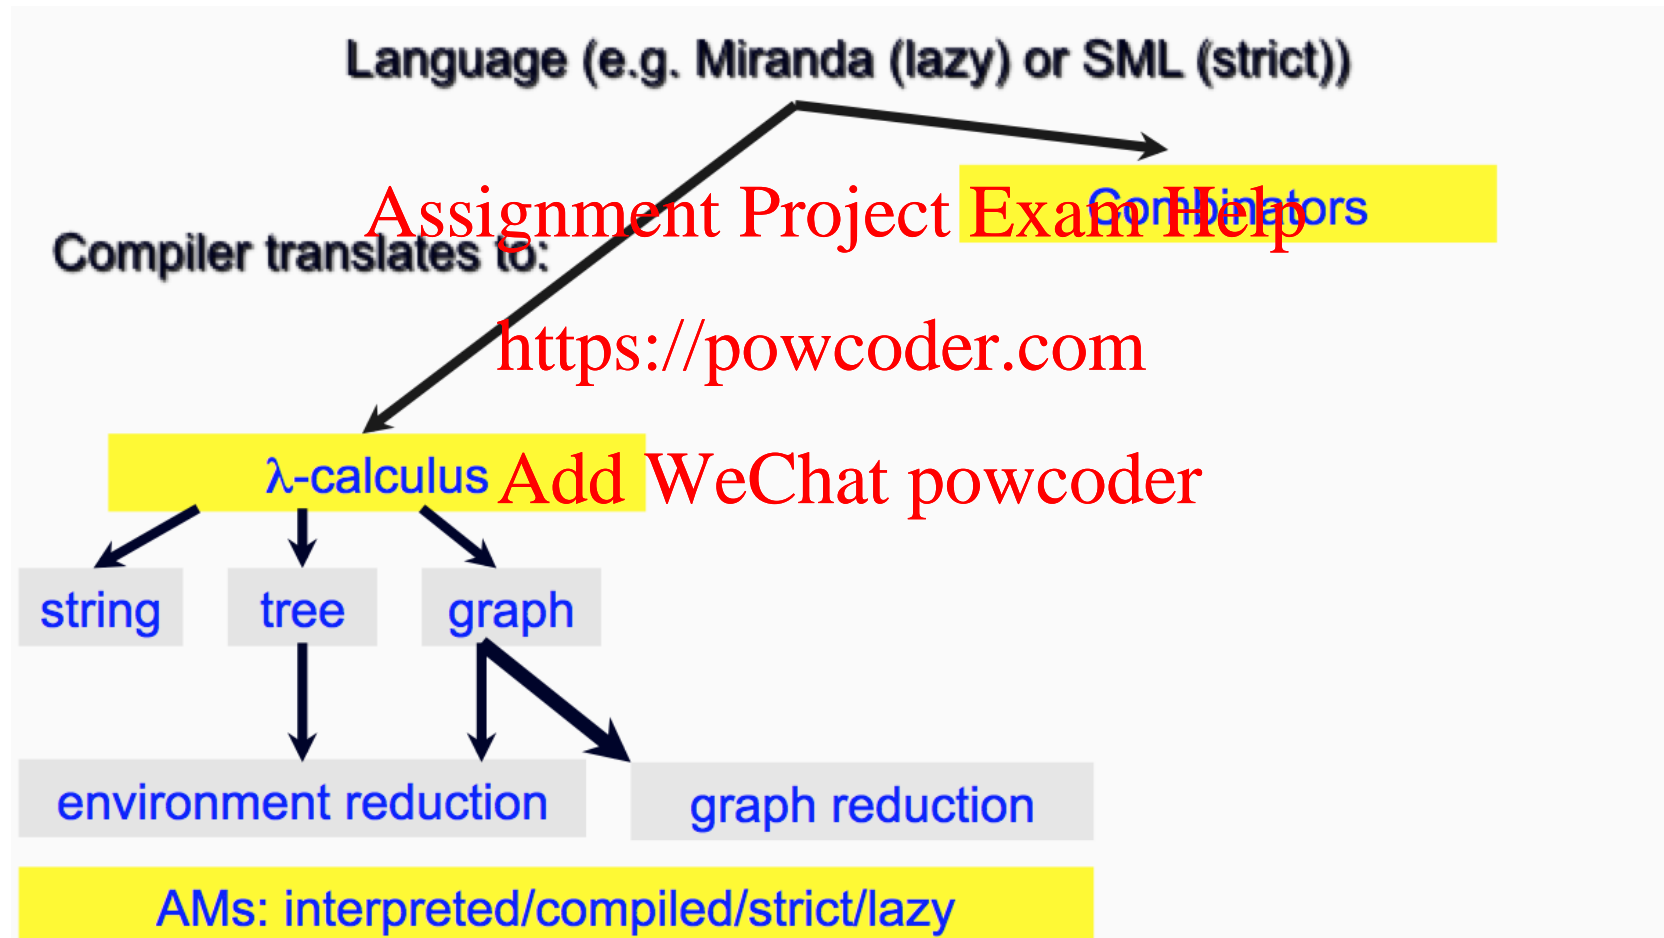 Language (e.g. Miranda (lazy) or SML (strict))
Combinators
Assignment Project Exam Help
Compiler translates to:
https://powcoder.com
λ-calculus
Add WeChat powcoder
string
tree
graph
environment reduction
graph reduction
AMs: interpreted/compiled/strict/lazy